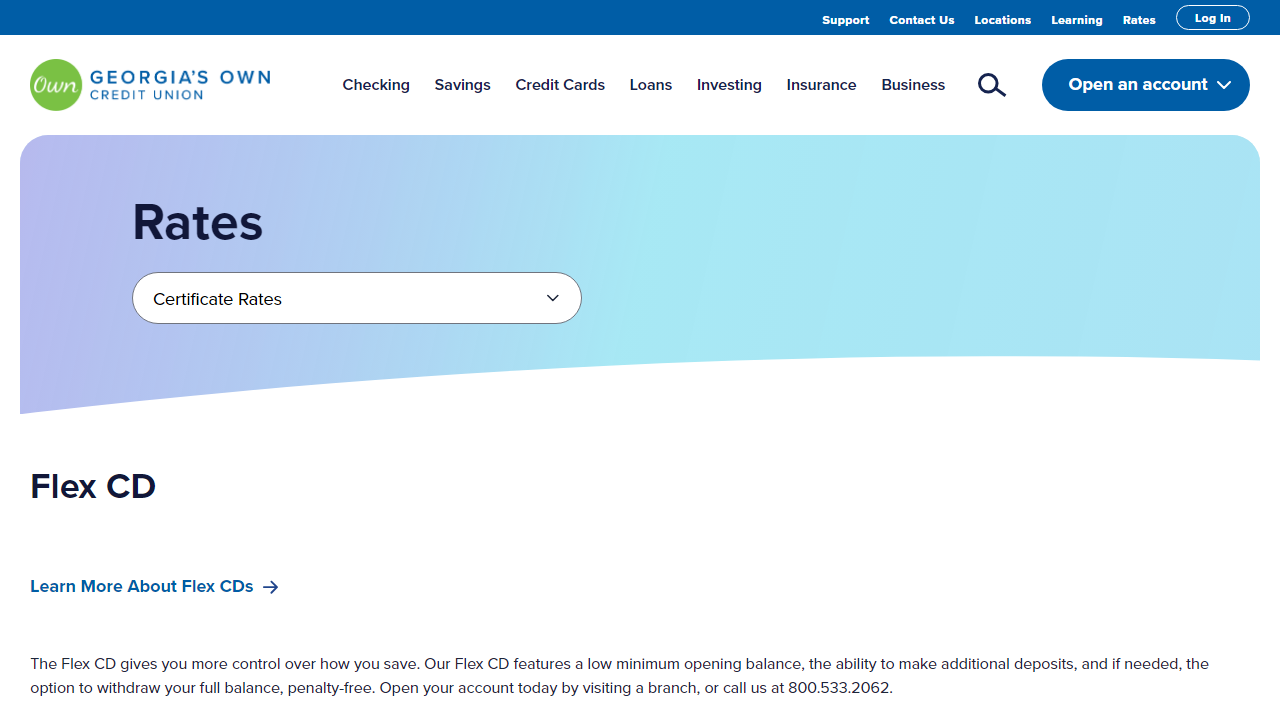 Support Contact Us Locations Learning Rates Log In
Own GEORGIA'S OWN
CREDIT UNION
Checking Savings Credit Cards Loans Investing Insurance Business Open an account
Rates
Certificate Rates
Flex CD
Learn More About Flex CDs
The Flex CD gives you more control over how you save. Our Flex CD features a low minimum opening balance, the ability to make additional deposits, and if needed, the
option to withdraw your full balance, penalty-free. Open your account today by visiting a branch, or call us at 800.533.2062.